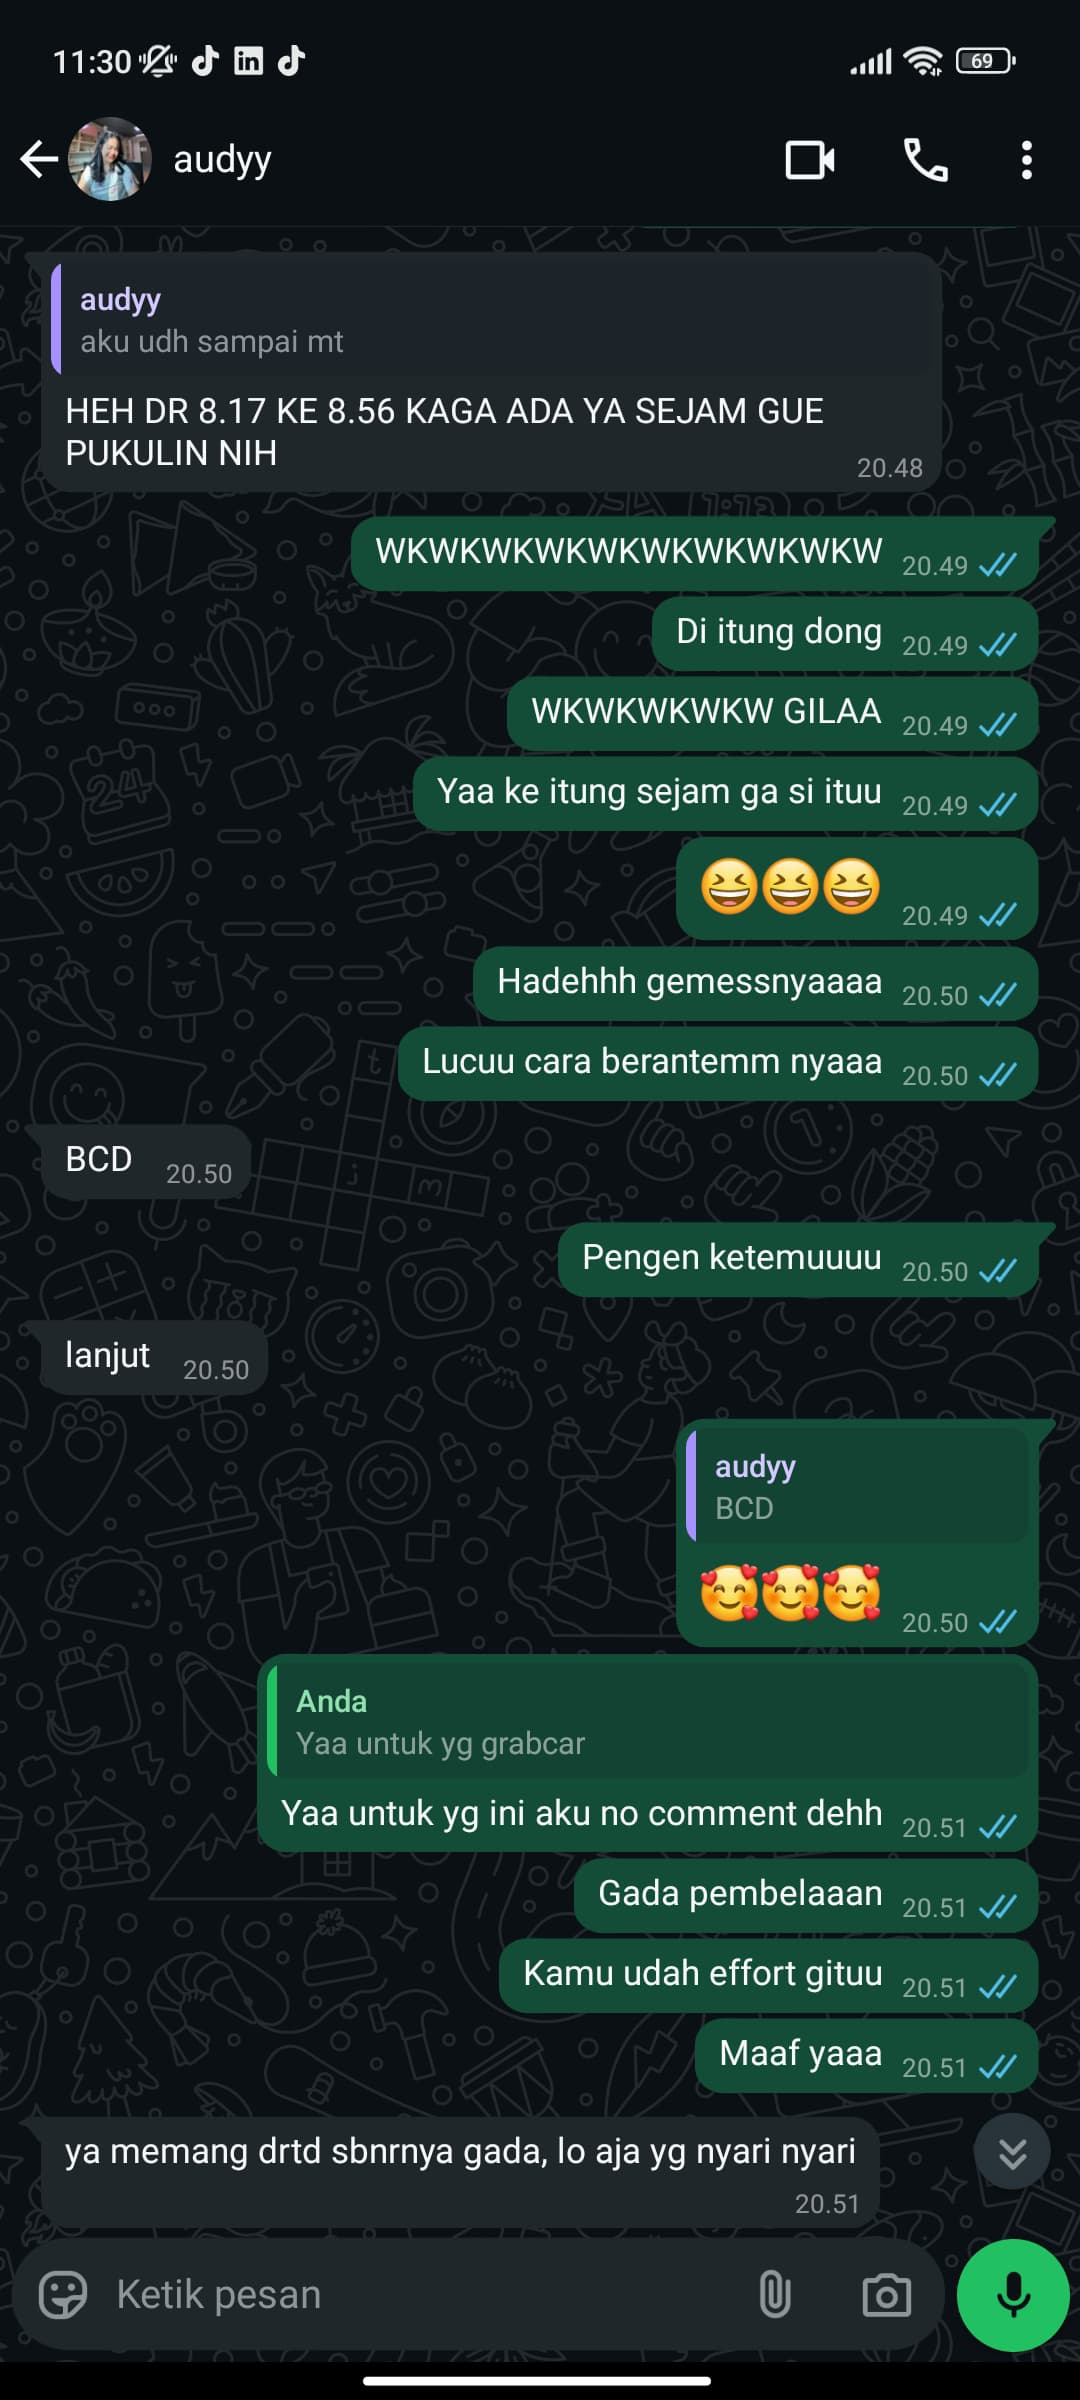 11:30
69
audyy
audyy
aku udh sampai mt
HEH DR 8.17 KE 8.56 KAGA ADA YA SEJAM GUE
PUKULIN NIH
20.48
WKWKWKWKWKWKWKWKWKWKW 20.49
Di itung dong 20.49
WKWKWKWKW GILAA 20.49
Yaa ke itung sejam ga si ituu 20.49
😆😆😆 20.49
Hadehhh gemessnyaaaa 20.50
Lucuu cara berantemm nyaaa 20.50
BCD 20.50
Pengen ketemuuuu 20.50
lanjut 20.50
audyy
BCD
🥰🥰🥰 20.50
Anda
Yaa untuk yg grabcar
Yaa untuk yg ini aku no comment dehh 20.51
Gada pembelaaan 20.51
Kamu udah effort gituu 20.51
Maaf yaaa 20.51
ya memang drtd sbnrnya gada, lo aja yg nyari nyari
20.51
Ketik pesan